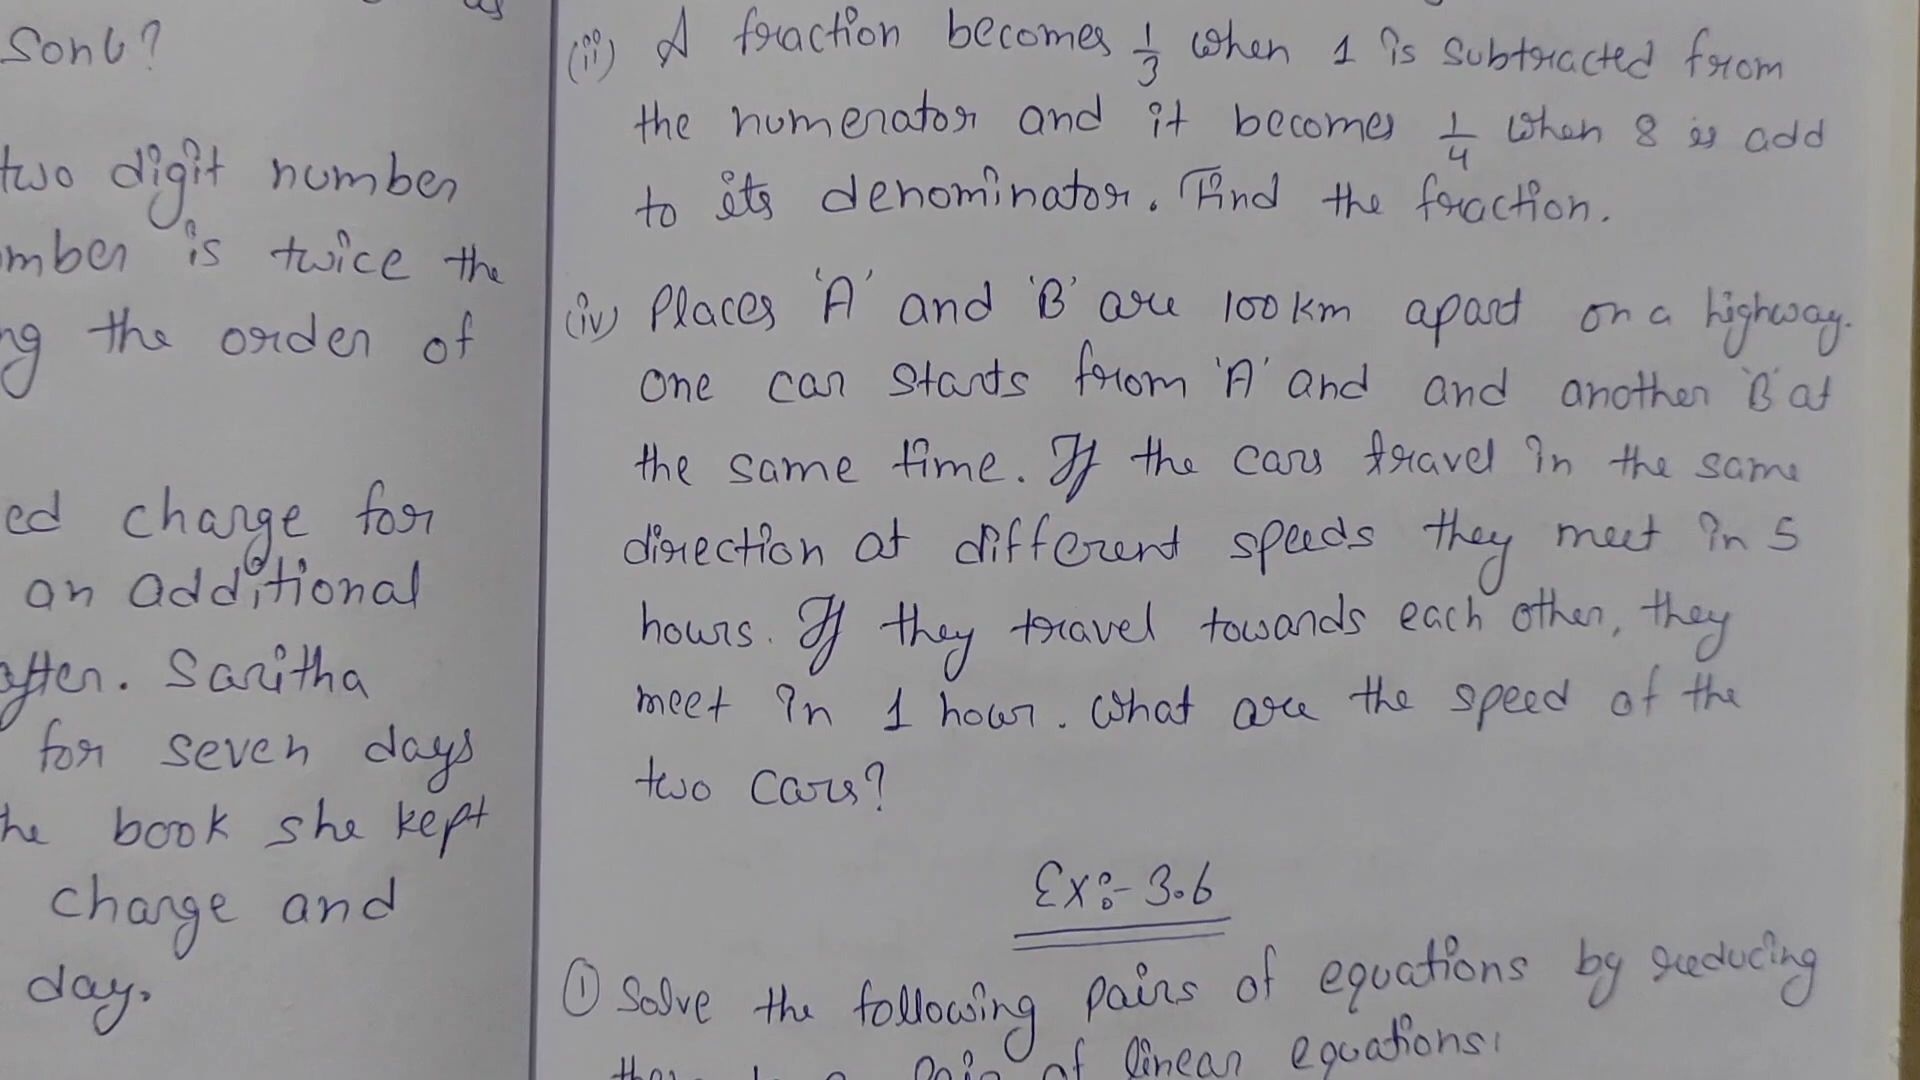 Sonu?
two digit number
mber is twice the
ng the order of
ed charge for
an additional
after. Saritha
for seven days
he book she kept
charge and
day.
(ii) A fraction becomes 1/3 when 1 is subtracted from
the numerator and it becomes 1/4 when 8 is add
to its denominator. Find the fraction.
(iv) Places 'A' and 'B' are 100 km apart on a highway.
one car starts from 'A' and and another 'B' at
the same time. If the cars travel in the same
direction at different speeds they meet in 5
hours. If they travel towards each other, they
meet in 1 hour. What are the speed of the
two cars?
Ex:- 3.6
① Solve the following pairs of equations by reducing
of linear equations: